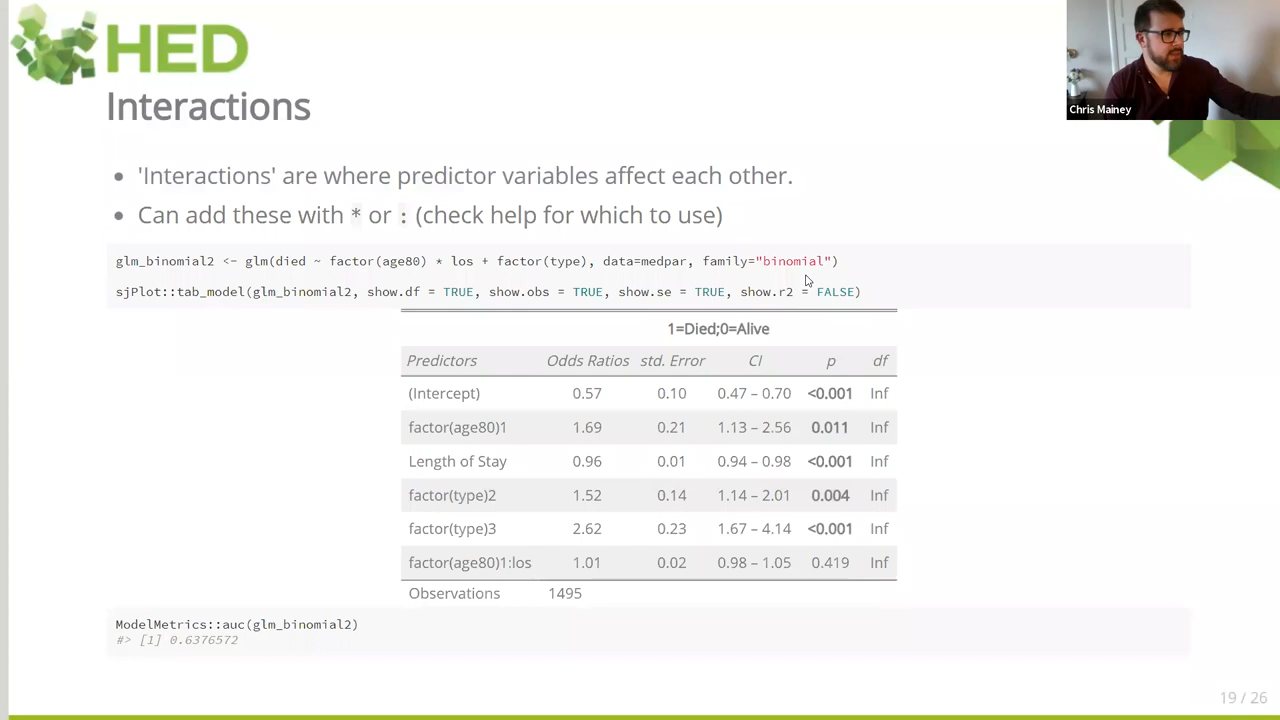 HED
Chris Mainey
Interactions
• 'Interactions' are where predictor variables affect each other.
• Can add these with * or : (check help for which to use)
glm_binomial2 <- glm(died ~ factor(age80) * los + factor(type), data=medpar, family="binomial")
sjPlot::tab_model(glm_binomial2, show.df = TRUE, show.obs = TRUE, show.se = TRUE, show.r2 = FALSE)
1=Died;0=Alive
Predictors Odds Ratios std. Error CI p df
(Intercept) 0.57 0.10 0.47 – 0.70 <0.001 Inf
factor(age80)1 1.69 0.21 1.13 – 2.56 0.011 Inf
Length of Stay 0.96 0.01 0.94 – 0.98 <0.001 Inf
factor(type)2 1.52 0.14 1.14 – 2.01 0.004 Inf
factor(type)3 2.62 0.23 1.67 – 4.14 <0.001 Inf
factor(age80)1:los 1.01 0.02 0.98 – 1.05 0.419 Inf
Observations 1495
ModelMetrics::auc(glm_binomial2)
#> [1] 0.6376572
19 / 26